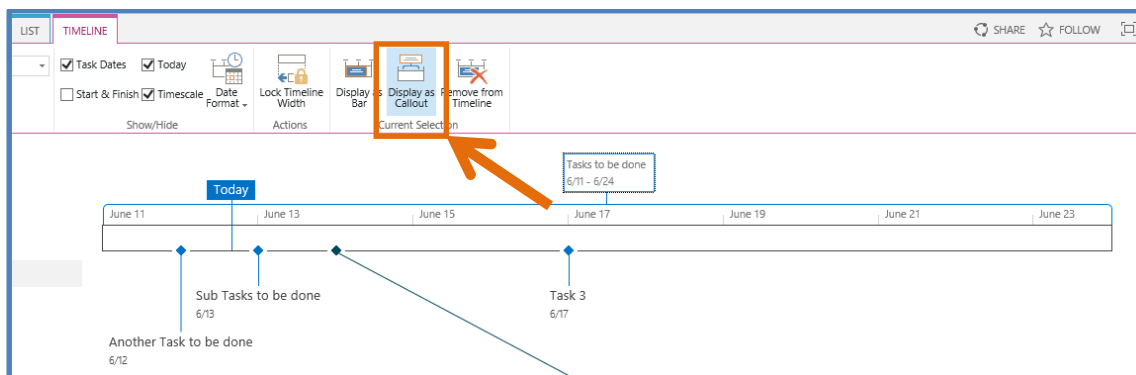 LIST TIMELINE SHARE FOLLOW
Task Dates Today
Start & Finish Timescale
Date
Format
Lock Timeline
Width
Display as
Bar
Display as
Callout
Remove from
Timeline
Show/Hide Actions Current Selection
Tasks to be done
6/11 - 6/24
Today
June 11 June 13 June 15 June 17 June 19 June 21 June 23
Sub Tasks to be done
6/13
Task 3
6/17
Another Task to be done
6/12